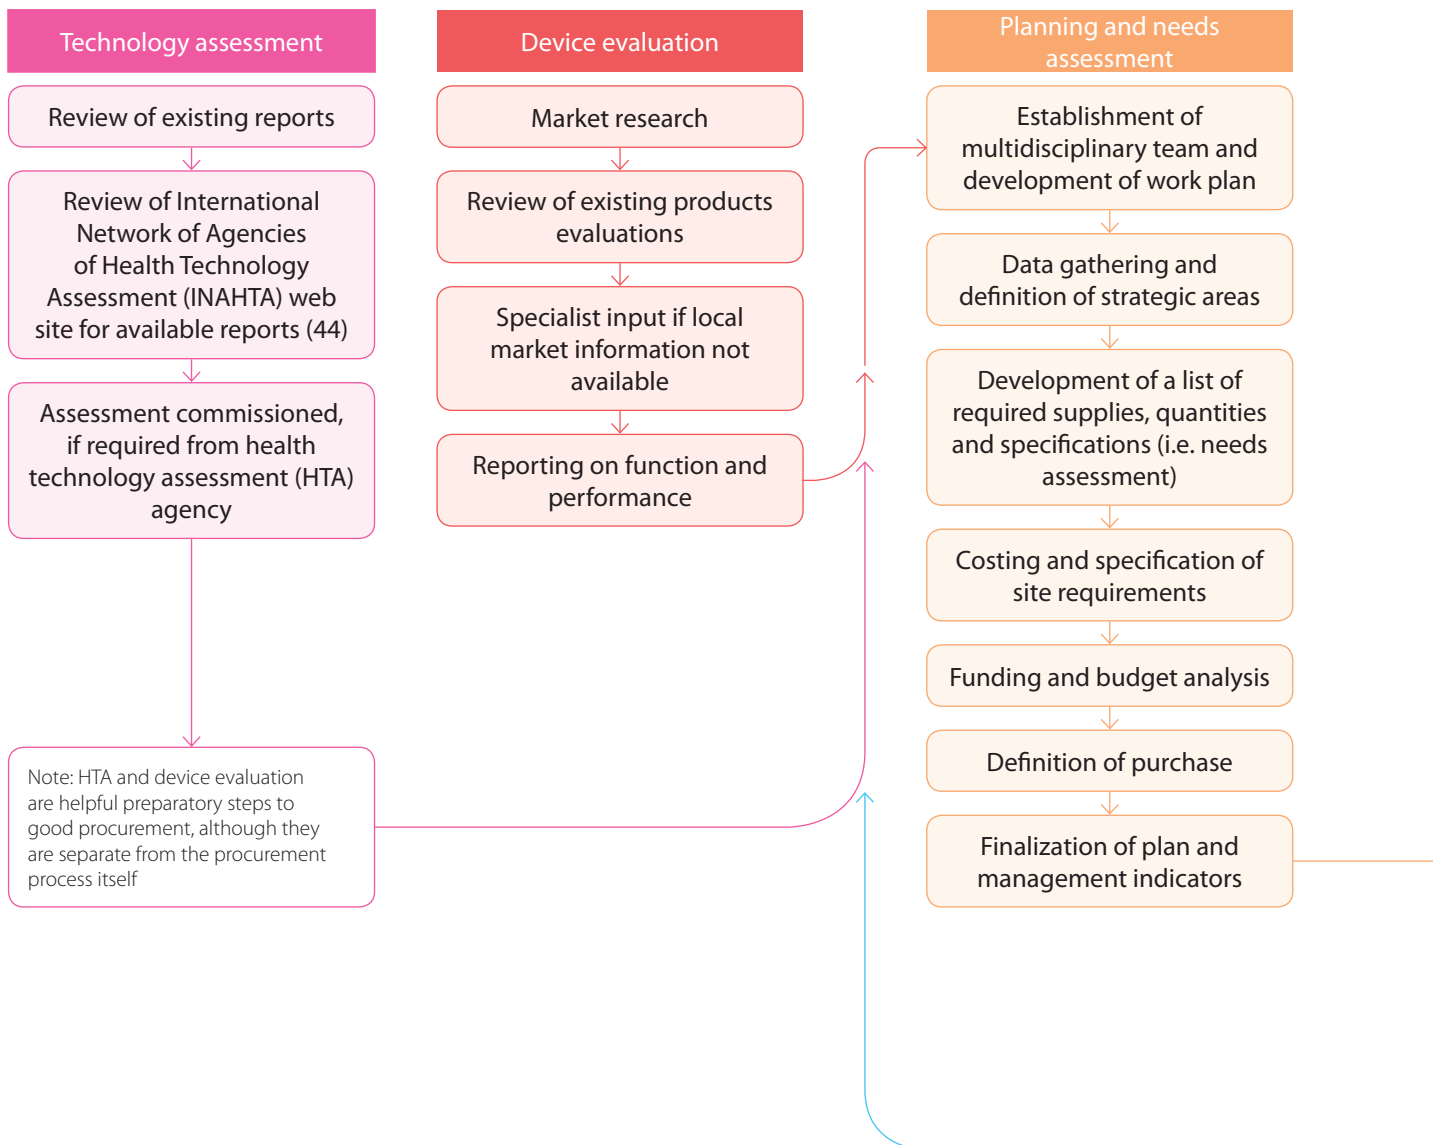 Technology assessment
Review of existing reports
Review of International
Network of Agencies
of Health Technology
Assessment (INAHTA) web
site for available reports (44)
Assessment commissioned,
if required from health
technology assessment (HTA)
agency
Note: HTA and device evaluation
are helpful preparatory steps to
good procurement, although they
are separate from the procurement
process itself
Device evaluation
Market research
Review of existing products
evaluations
Specialist input if local
market information not
available
Reporting on function and
performance
Planning and needs
assessment
Establishment of
multidisciplinary team and
development of work plan
Data gathering and
definition of strategic areas
Development of a list of
required supplies, quantities
and specifications (i.e. needs
assessment)
Costing and specification of
site requirements
Funding and budget analysis
Definition of purchase
Finalization of plan and
management indicators